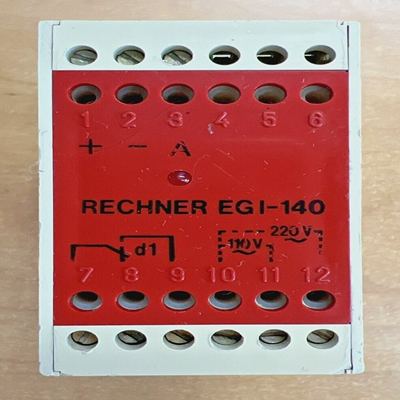 1 2 3 4 5 6
+ - A
RECHNER EGI-140
220V~
d1 110V~
7 8 9 10 11 12